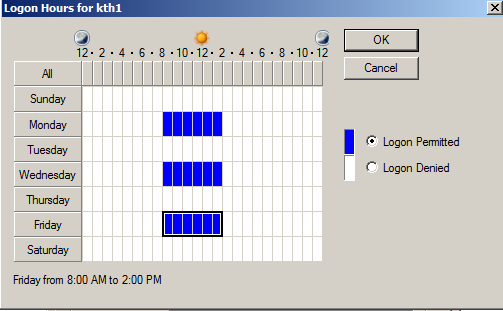 Logon Hours for kth1
12 · 2 · 4 · 6 · 8 · 10 · 12 · 2 · 4 · 6 · 8 · 10 · 12
OK
Cancel
All
Sunday
Monday
Tuesday
Wednesday
Thursday
Friday
Saturday
Logon Permitted
Logon Denied
Friday from 8:00 AM to 2:00 PM